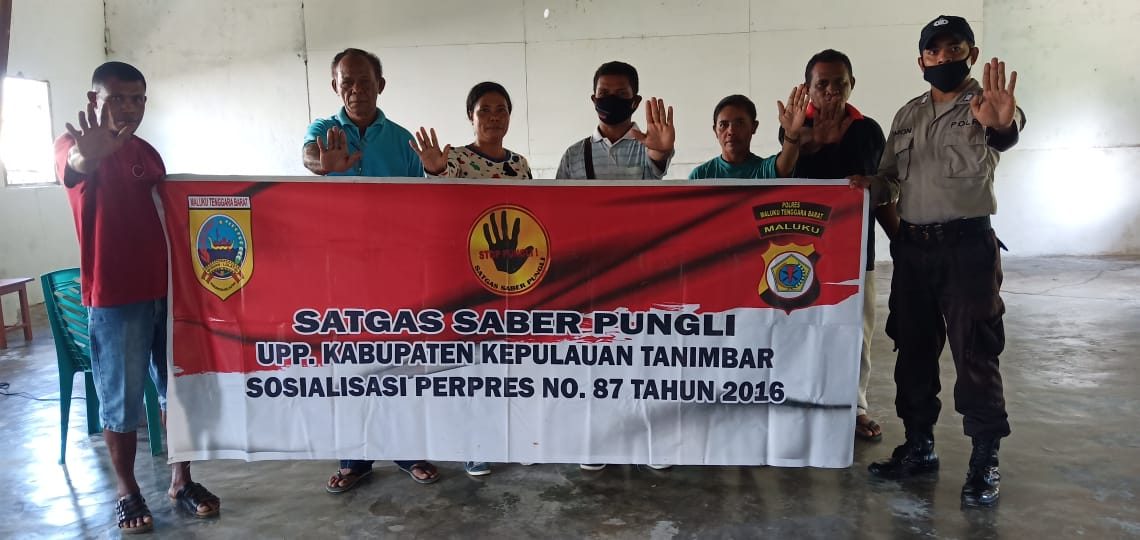 MALUKU TENGGARA BARAT
STOP PUNGLI !
SATGAS SABER PUNGLI
POLRES
MALUKU TENGGARA BARAT
MALUKU
SATGAS SABER PUNGLI
UPP. KABUPATEN KEPULAUAN TANIMBAR
SOSIALISASI PERPRES NO. 87 TAHUN 2016